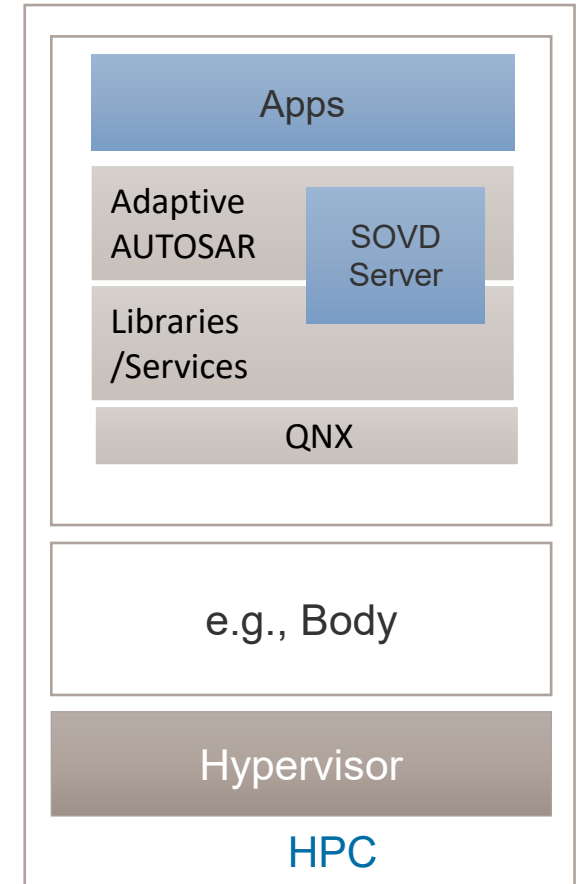 Apps
Adaptive
AUTOSAR
SOVD
Server
Libraries
/Services
QNX
e.g., Body
Hypervisor
HPC